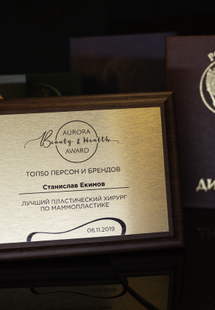 AURORA
Beauty & Health
AWARD
ТОП50 ПЕРСОН И БРЕНДОВ
Станислав Екимов
ЛУЧШИЙ ПЛАСТИЧЕСКИЙ ХИРУРГ
ПО МАММОПЛАСТИКЕ
06.11.2019
ДИ